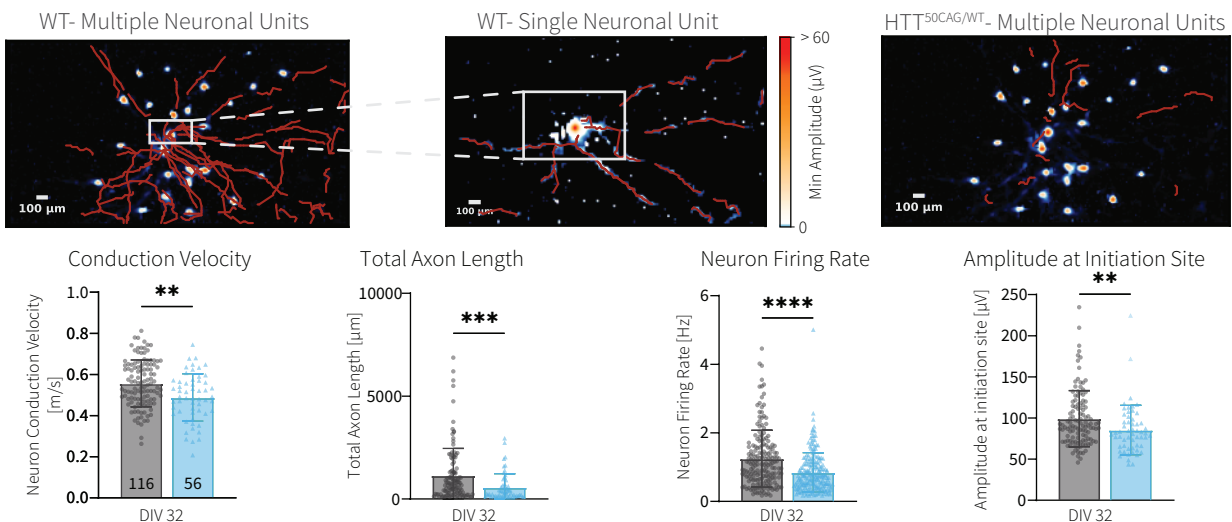 WT- Multiple Neuronal Units
WT- Single Neuronal Unit
HTT50CAG/WT- Multiple Neuronal Units
100 µm
100 µm
> 60
Min Amplitude (µV)
0
100 µm
Conduction Velocity
Neuron Conduction Velocity
[m/s]
1.0
0.8
0.6
0.4
0.2
0.0
**
116
56
DIV 32
Total Axon Length
Total Axon Length [µm]
10000
5000
0
***
DIV 32
Neuron Firing Rate
Neuron Firing Rate [Hz]
6
4
2
0
****
DIV 32
Amplitude at Initiation Site
Amplitude at initiation site [µV]
250
200
150
100
50
0
**
DIV 32